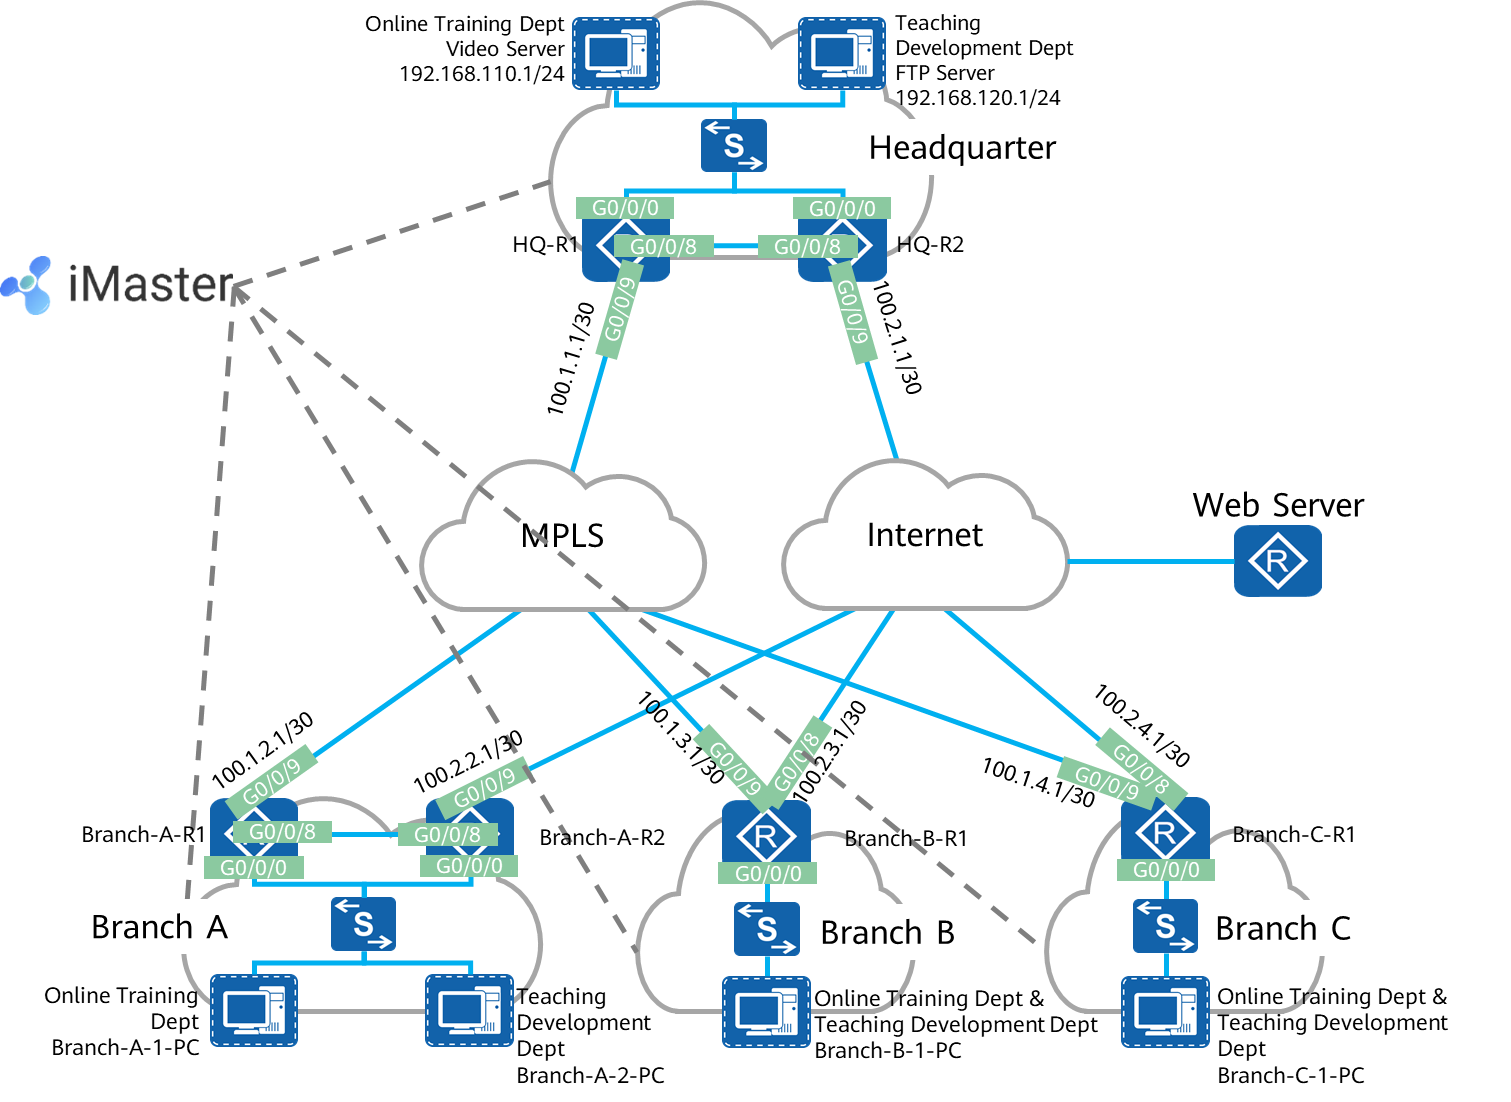 Online Training Dept
Video Server
192.168.110.1/24
Teaching
Development Dept
FTP Server
192.168.120.1/24
S
Headquarter
G0/0/0
G0/0/0
HQ-R1
G0/0/8
G0/0/8
HQ-R2
iMaster
G0/0/9
G0/0/9
100.1.1.1/30
100.2.1.1/30
MPLS
Internet
Web Server
R
100.1.2.1/30
100.2.2.1/30
100.1.3.1/30
100.2.3.1/30
100.1.4.1/30
100.2.4.1/30
G0/0/9
G0/0/9
G0/0/9
G0/0/8
G0/0/9
G0/0/8
Branch-A-R1
G0/0/8
G0/0/8
Branch-A-R2
R
Branch-B-R1
R
Branch-C-R1
G0/0/0
G0/0/0
G0/0/0
G0/0/0
Branch A
S
S
Branch B
S
Branch C
Online Training
Dept
Branch-A-1-PC
Teaching
Development
Dept
Branch-A-2-PC
Online Training Dept &
Teaching Development Dept
Branch-B-1-PC
Online Training Dept &
Teaching Development
Dept
Branch-C-1-PC